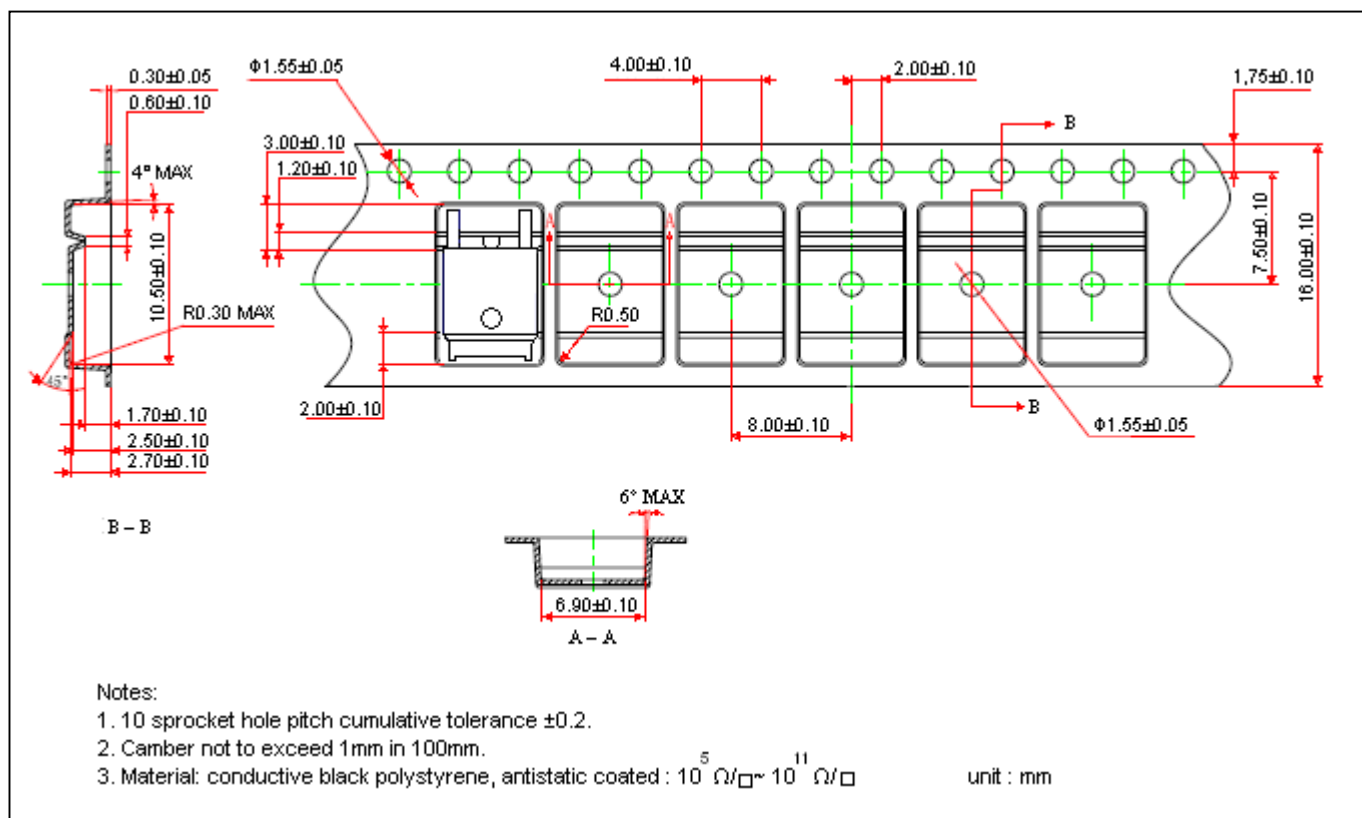 0.30±0.05
Φ1.55±0.05
4.00±0.10
2.00±0.10
1,75±0.10
0.60±0.10
B
3.00±0.10
1.20±0.10
4° MAX
A
A
10.50±0.10
7.50±0.10
16.00±0.10
R0.30 MAX
R0.50
45°
2.00±0.10
B
1.70±0.10
8.00±0.10
Φ1.55±0.05
2.50±0.10
2.70±0.10
6° MAX
B – B
6.90±0.10
A – A
Notes:
1. 10 sprocket hole pitch cumulative tolerance ±0.2.
2. Camber not to exceed 1mm in 100mm.
3. Material: conductive black polystyrene, antistatic coated : 10⁵ Ω/□~ 10¹¹ Ω/□ unit : mm